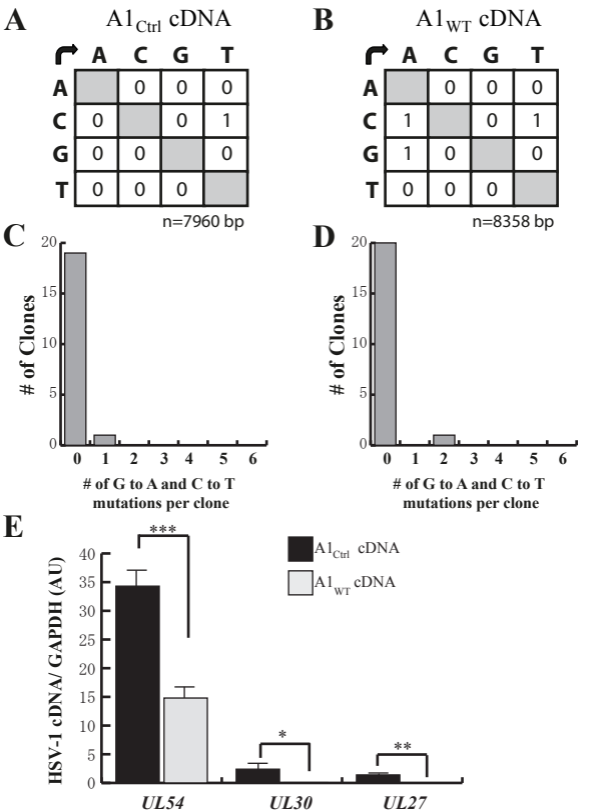 A A1Ctrl cDNA
A C G T
A 0 0 0
C 0 0 1
G 0 0 0
T 0 0 0
n=7960 bp
B A1WT cDNA
A C G T
A 0 0 0
C 1 0 1
G 1 0 0
T 0 0 0
n=8358 bp
C
# of Clones
20
15
10
5
0
0 1 2 3 4 5 6
# of G to A and C to T
mutations per clone
D
# of Clones
20
15
10
5
0
0 1 2 3 4 5 6
# of G to A and C to T
mutations per clone
E
HSV-1 cDNA/ GAPDH (AU)
40
35
30
25
20
15
10
5
0
***
*
**
A1Ctrl cDNA
A1WT cDNA
UL54 UL30 UL27